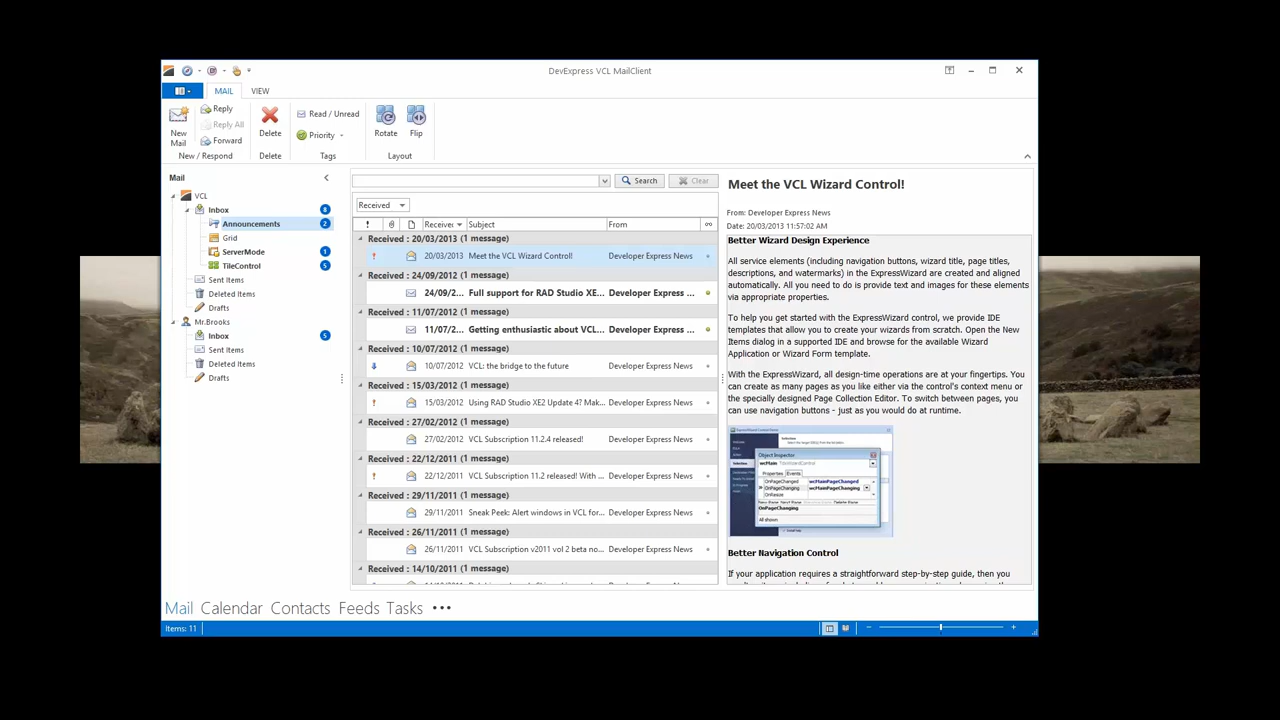 DevExpress VCL MailClient
MAIL
VIEW
New Mail
Reply
Reply All
Forward
New / Respond
Delete
Delete
Read / Unread
Priority
Tags
Rotate
Flip
Layout
Mail
VCL
Inbox 8
Announcements 2
Grid
ServerMode 1
TileControl 5
Sent Items
Deleted Items
Drafts
Mr.Brooks
Inbox 5
Sent Items
Deleted Items
Drafts
Search
Clear
Received
Subject
From
Received : 20/03/2013 (1 message)
20/03/2013 Meet the VCL Wizard Control! Developer Express News
Received : 24/09/2012 (1 message)
24/09/2... Full support for RAD Studio XE... Developer Express ...
Received : 11/07/2012 (1 message)
11/07/2... Getting enthusiastic about VCL... Developer Express ...
Received : 10/07/2012 (1 message)
10/07/2012 VCL: the bridge to the future Developer Express News
Received : 15/03/2012 (1 message)
15/03/2012 Using RAD Studio XE2 Update 4? Mak... Developer Express News
Received : 27/02/2012 (1 message)
27/02/2012 VCL Subscription 11.2.4 released! Developer Express News
Received : 22/12/2011 (1 message)
22/12/2011 VCL Subscription 11.2 released! With ... Developer Express News
Received : 29/11/2011 (1 message)
29/11/2011 Sneak Peek: Alert windows in VCL for... Developer Express News
Received : 26/11/2011 (1 message)
26/11/2011 VCL Subscription v2011 vol 2 beta no... Developer Express News
Received : 14/10/2011 (1 message)
Meet the VCL Wizard Control!
From: Developer Express News
Date: 20/03/2013 11:57:02 AM
Better Wizard Design Experience
All service elements (including navigation buttons, wizard title, page titles,
descriptions, and watermarks) in the ExpressWizard are created and aligned
automatically. All you need to do is provide text and images for these elements
via appropriate properties.
To help you get started with the ExpressWizard control, we provide IDE
templates that allow you to create your wizards from scratch. Open the New
Items dialog in a supported IDE and browse for the available Wizard
Application or Wizard Form template.
With the ExpressWizard, all design-time operations are at your fingertips. You
can create as many pages as you like either via the control's context menu or
the specially designed Page Collection Editor. To switch between pages, you
can use navigation buttons - just as you would do at runtime.
Object Inspector
wcMain
Properties Events
OnPageChanged wcMainPageChanged
OnPageChanging wcMainPageChanging
OnResize
OnPageChanging
All shown
Better Navigation Control
If your application requires a straightforward step-by-step guide, then you
Mail Calendar Contacts Feeds Tasks •••
Items: 11